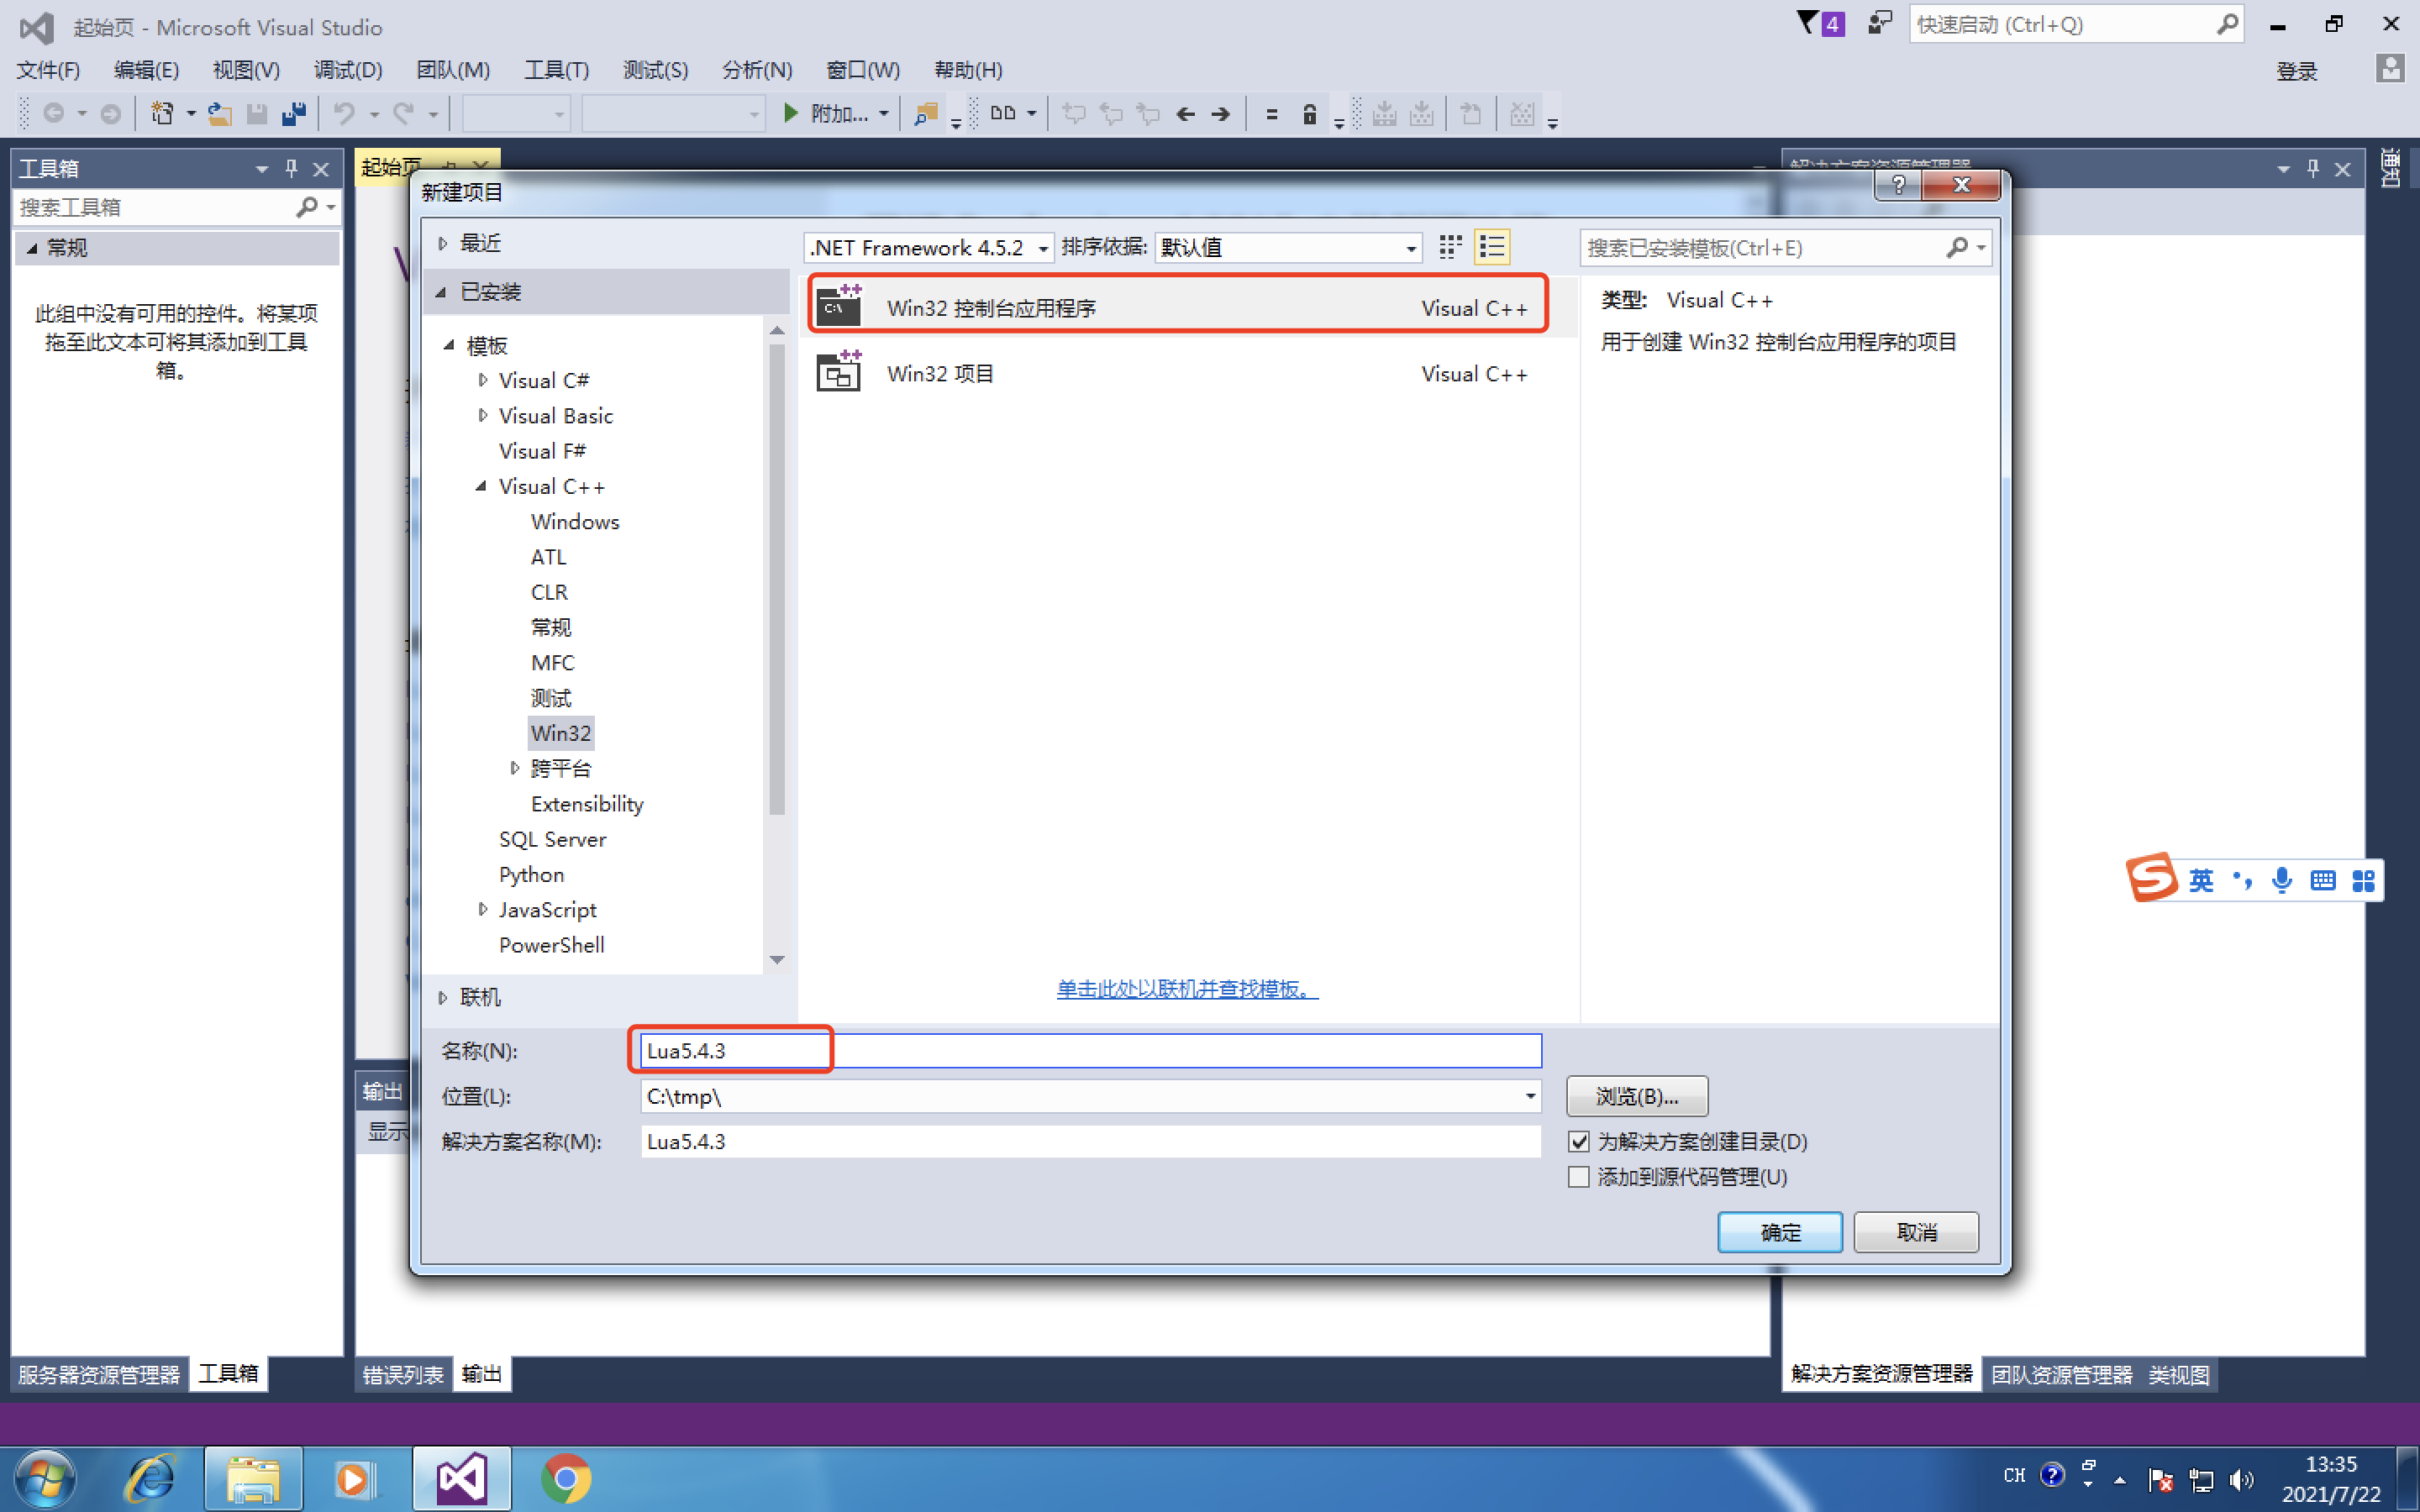 起始页 - Microsoft Visual Studio
4
快速启动 (Ctrl+Q)
文件(F) 编辑(E) 视图(V) 调试(D) 团队(M) 工具(T) 测试(S) 分析(N) 窗口(W) 帮助(H)
登录
附加...
工具箱
搜索工具箱
常规
此组中没有可用的控件。将某项
拖至此文本可将其添加到工具
箱。
起始页
解决方案资源管理器
通知
新建项目
最近
已安装
模板
Visual C#
Visual Basic
Visual F#
Visual C++
Windows
ATL
CLR
常规
MFC
测试
Win32
跨平台
Extensibility
SQL Server
Python
JavaScript
PowerShell
联机
.NET Framework 4.5.2 排序依据: 默认值
搜索已安装模板(Ctrl+E)
Win32 控制台应用程序 Visual C++
Win32 项目 Visual C++
类型: Visual C++
用于创建 Win32 控制台应用程序的项目
单击此处以联机并查找模板。
名称(N): Lua5.4.3
位置(L): C:\tmp\
浏览(B)...
解决方案名称(M): Lua5.4.3
为解决方案创建目录(D)
添加到源代码管理(U)
确定 取消
输出
显示
英
服务器资源管理器 工具箱
错误列表 输出
解决方案资源管理器 团队资源管理器 类视图
CH
13:35
2021/7/22